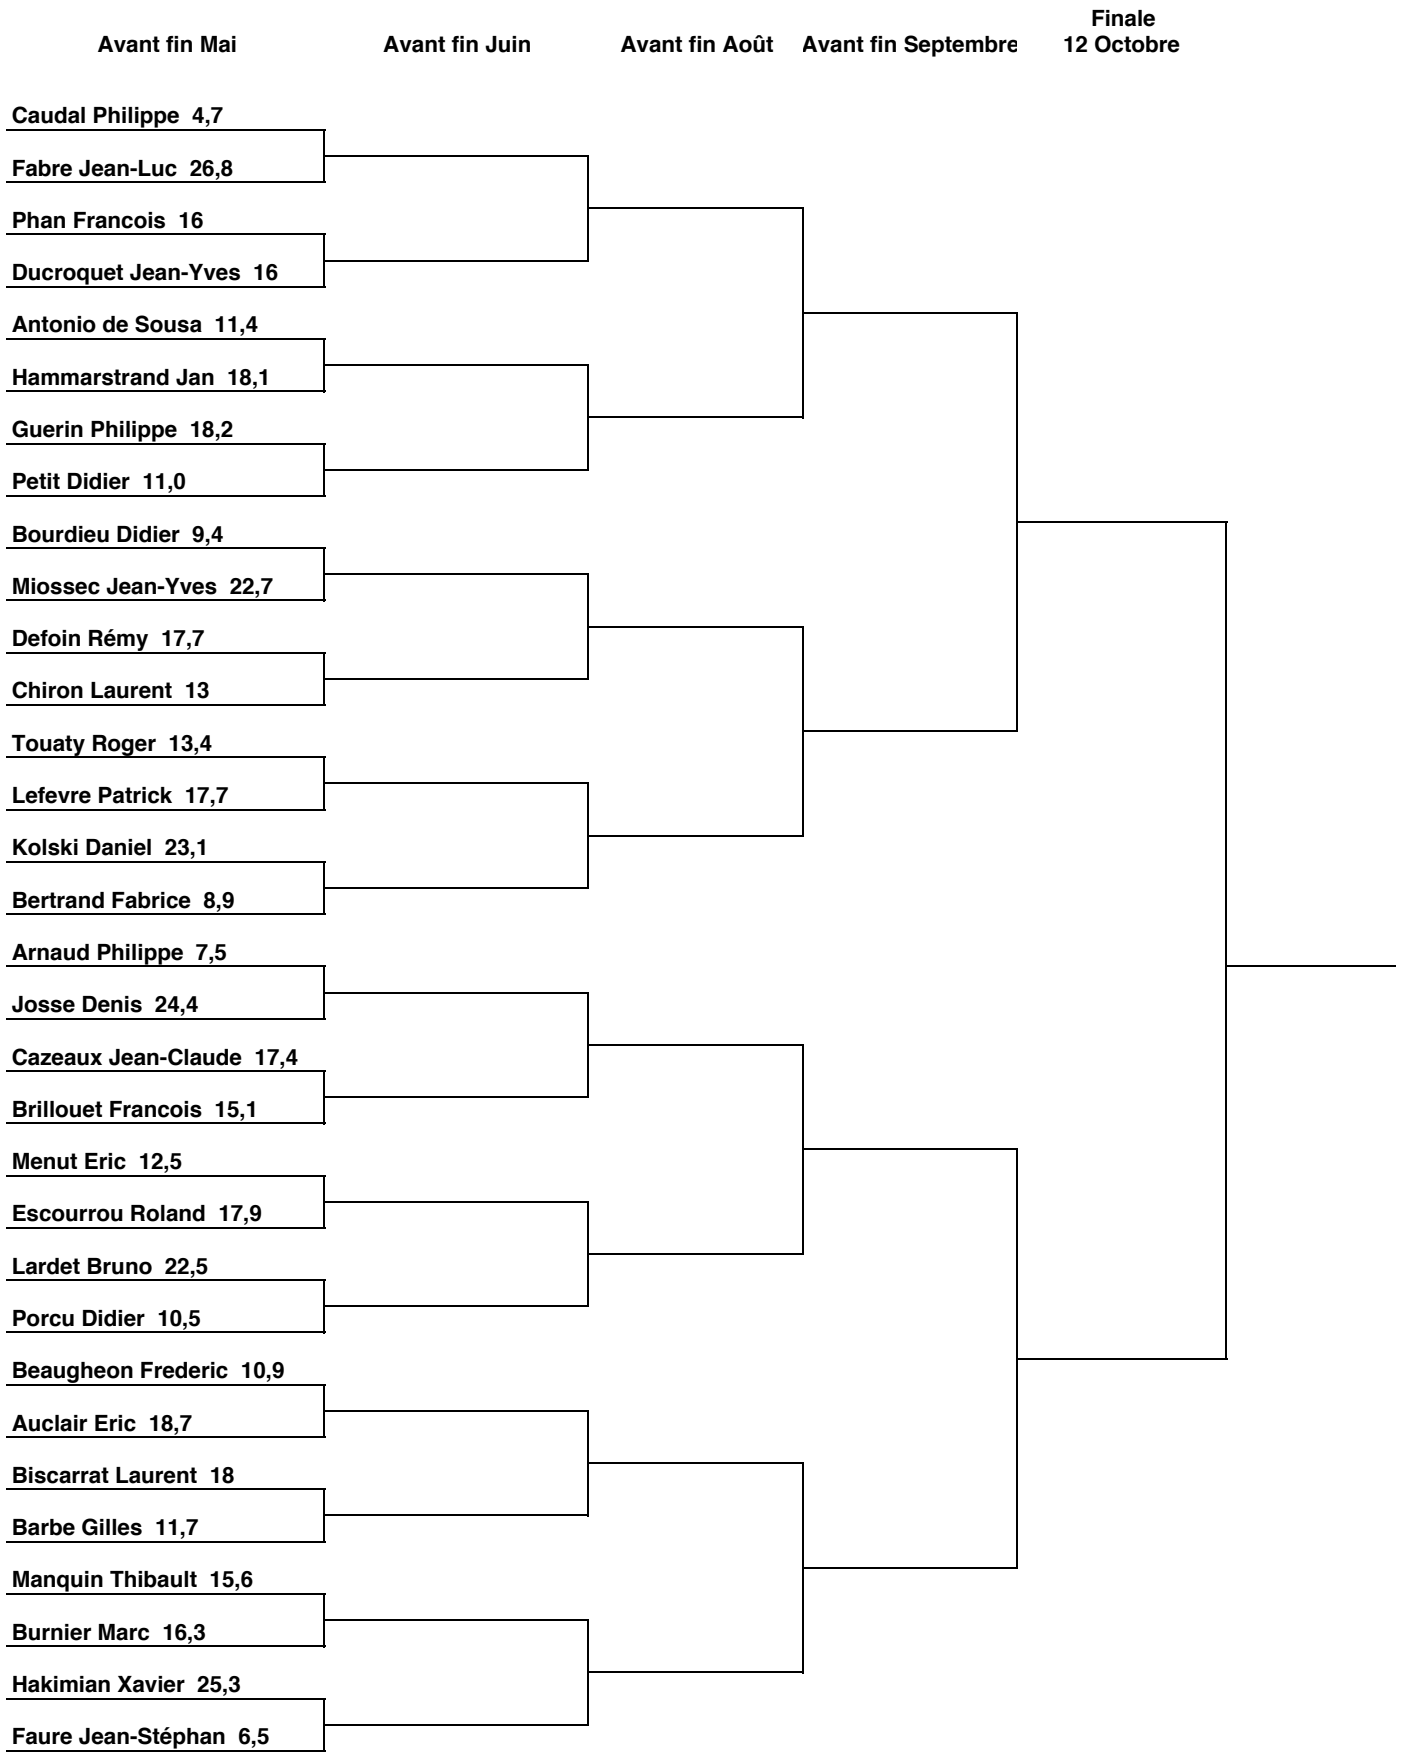 Finale
Avant fin Mai Avant fin Juin Avant fin Août Avant fin Septembre 12 Octobre
Caudal Philippe 4,7
Fabre Jean-Luc 26,8
Phan Francois 16
Ducroquet Jean-Yves 16
Antonio de Sousa 11,4
Hammarstrand Jan 18,1
Guerin Philippe 18,2
Petit Didier 11,0
Bourdieu Didier 9,4
Miossec Jean-Yves 22,7
Defoin Rémy 17,7
Chiron Laurent 13
Touaty Roger 13,4
Lefevre Patrick 17,7
Kolski Daniel 23,1
Bertrand Fabrice 8,9
Arnaud Philippe 7,5
Josse Denis 24,4
Cazeaux Jean-Claude 17,4
Brillouet Francois 15,1
Menut Eric 12,5
Escourrou Roland 17,9
Lardet Bruno 22,5
Porcu Didier 10,5
Beaugheon Frederic 10,9
Auclair Eric 18,7
Biscarrat Laurent 18
Barbe Gilles 11,7
Manquin Thibault 15,6
Burnier Marc 16,3
Hakimian Xavier 25,3
Faure Jean-Stéphan 6,5